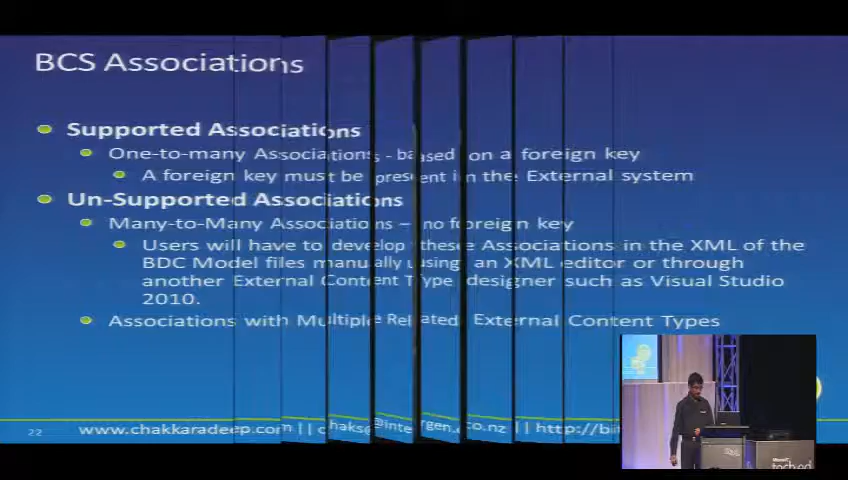 BCS Associations
Supported Associations
One-to-many Associations - based on a foreign key
A foreign key must be present in the External system
Un-Supported Associations
Many-to-Many Associations – no foreign key
Users will have to develop these Associations in the XML of the
BDC Model files manually using an XML editor or through
another External Content Type designer such as Visual Studio
2010.
Associations with Multiple Related External Content Types
22 www.chakkaradeep.com || chaks@intergen.co.nz || http://bit
tech.ed